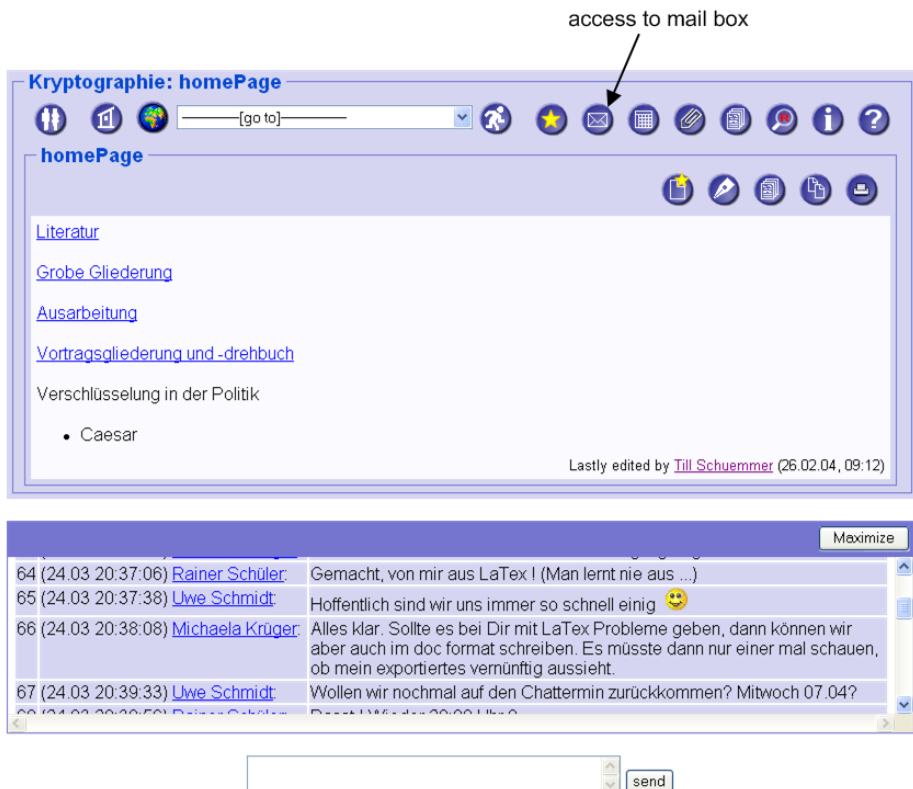 access to mail box
Kryptographie: homePage
[go to]
homePage
Literatur
Grobe Gliederung
Ausarbeitung
Vortragsgliederung und -drehbuch
Verschlüsselung in der Politik
• Caesar
Lastly edited by Till Schuemmer (26.02.04, 09:12)
Maximize
64 (24.03 20:37:06) Rainer Schüler: Gemacht, von mir aus LaTex ! (Man lernt nie aus ...)
65 (24.03 20:37:38) Uwe Schmidt: Hoffentlich sind wir uns immer so schnell einig
66 (24.03 20:38:08) Michaela Krüger: Alles klar. Sollte es bei Dir mit LaTex Probleme geben, dann können wir
aber auch im doc format schreiben. Es müsste dann nur einer mal schauen,
ob mein exportiertes vernünftig aussieht.
67 (24.03 20:39:33) Uwe Schmidt: Wollen wir nochmal auf den Chattermin zurückkommen? Mitwoch 07.04?
send